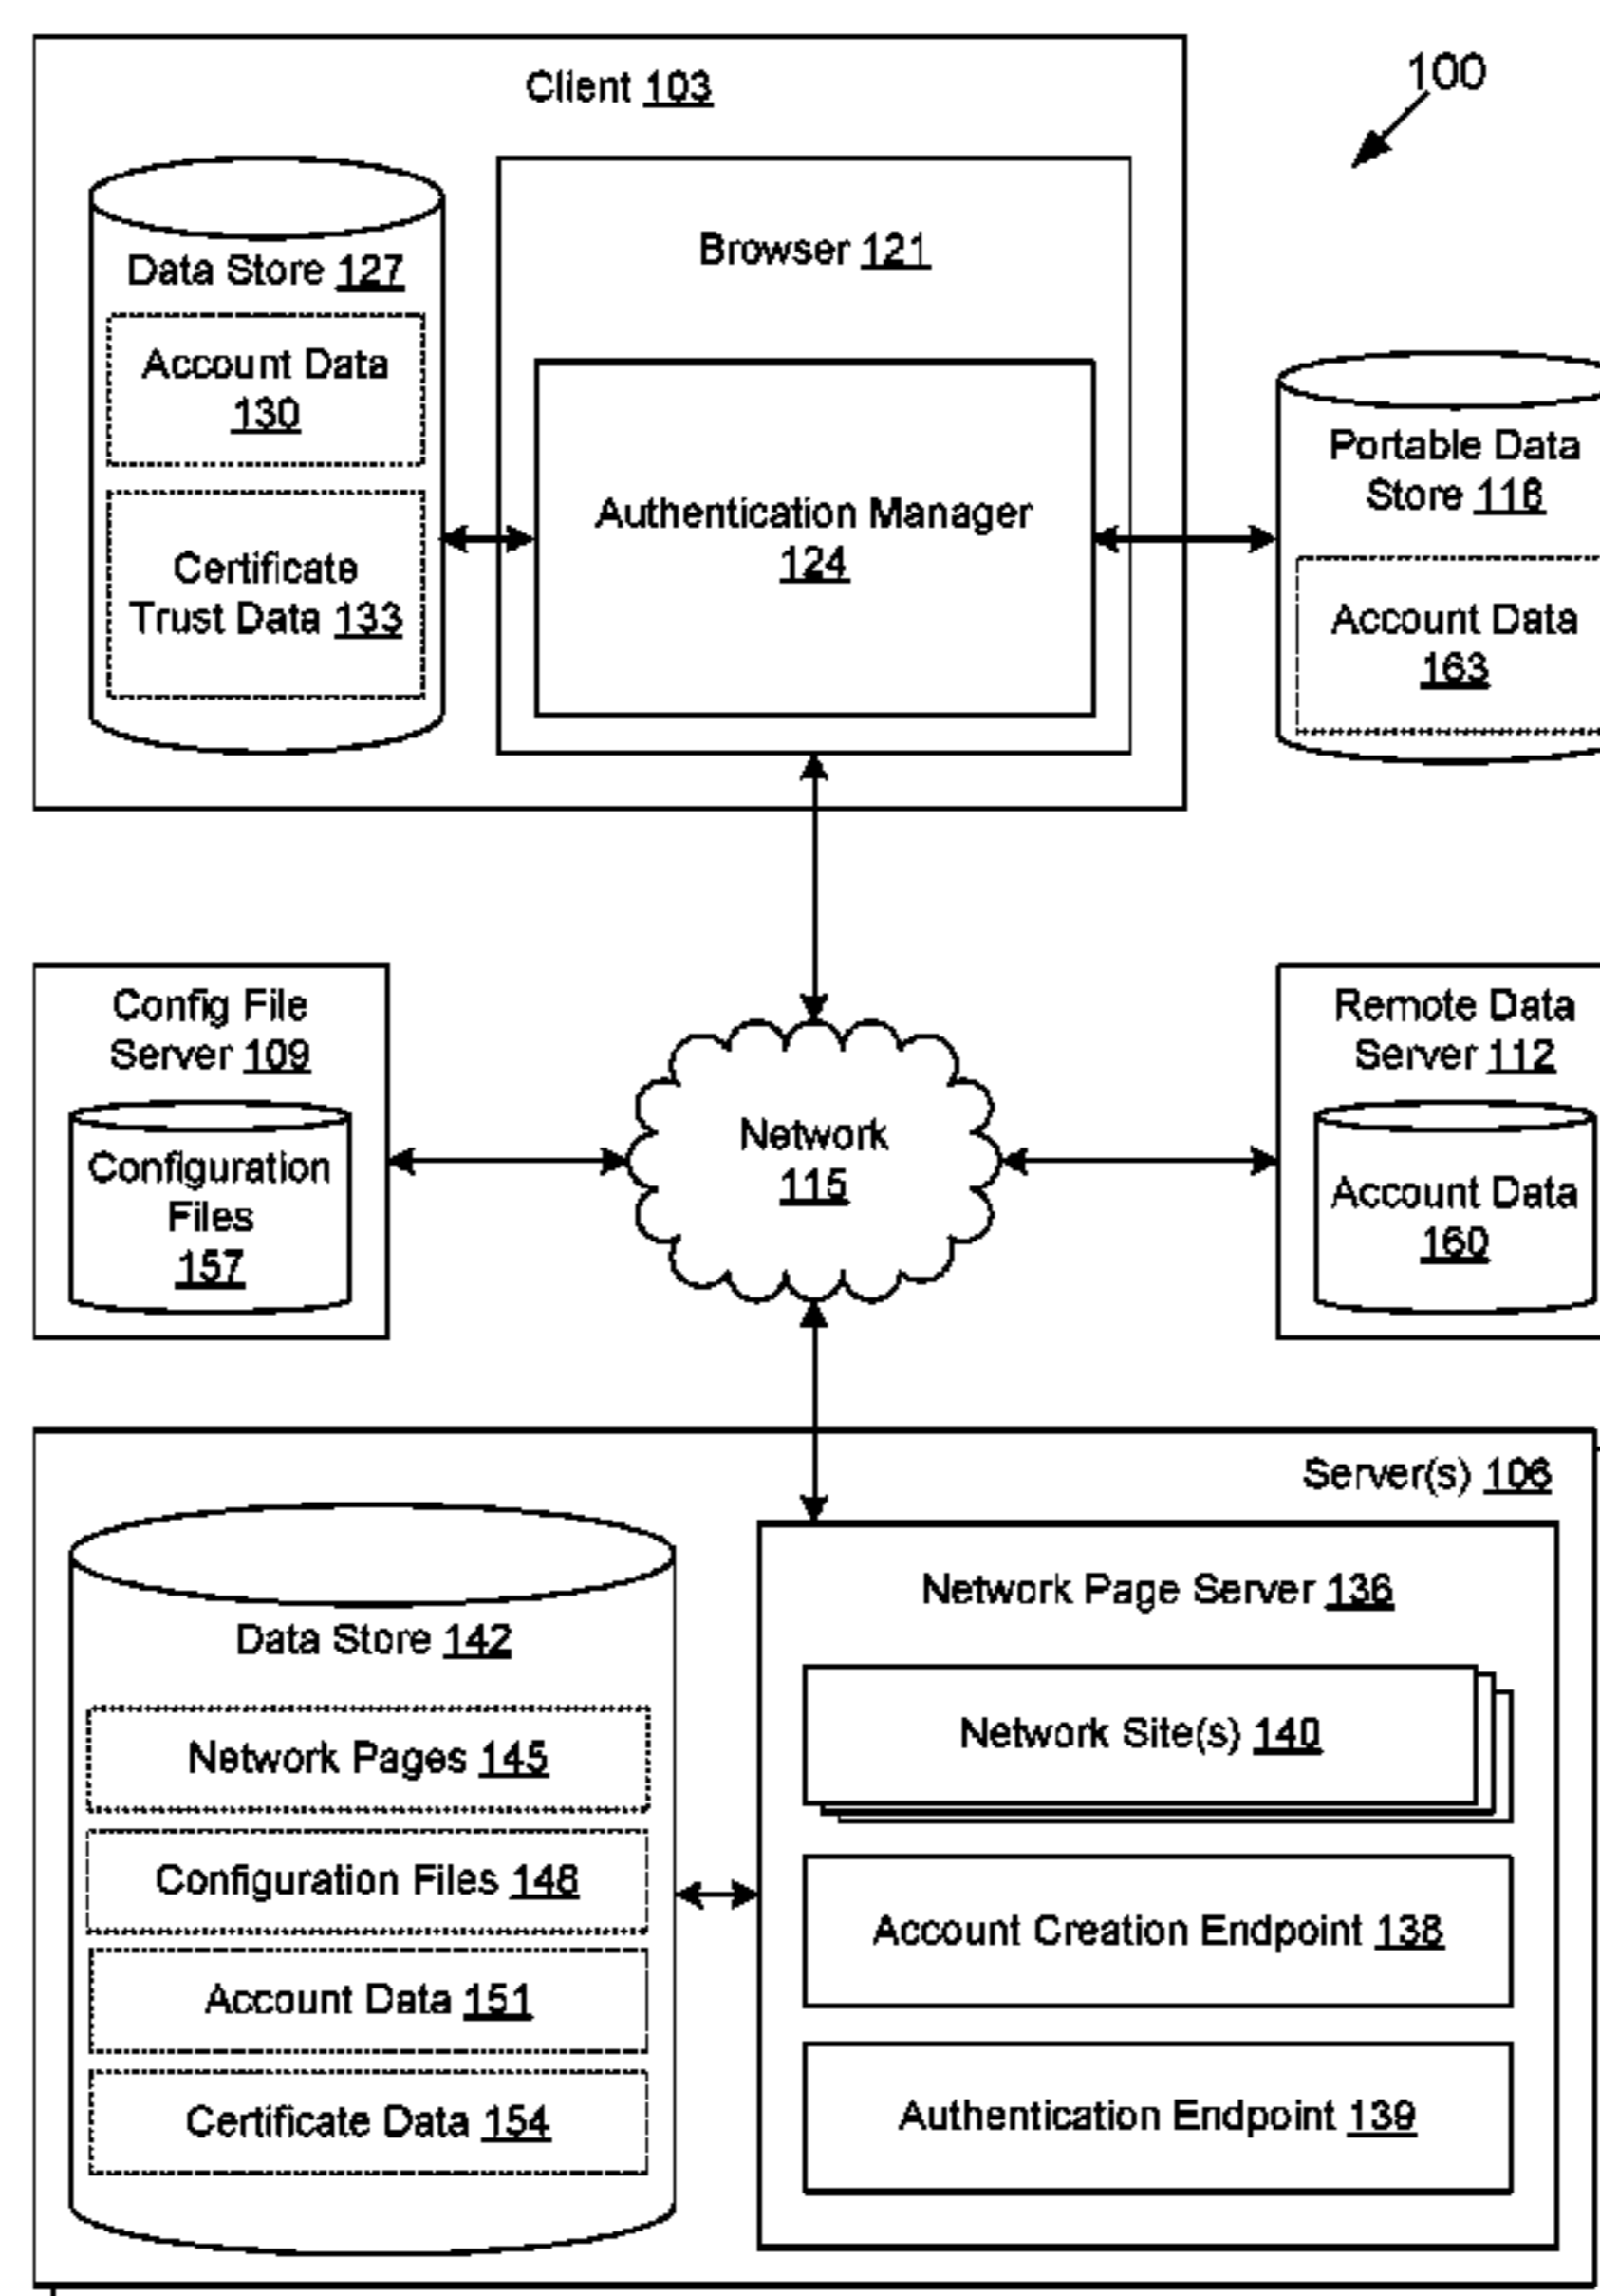 100
Client 103
Data Store 127
Account Data
130
Certificate
Trust Data 133
Browser 121
Authentication Manager
124
Portable Data
Store 118
Account Data
163
Config File
Server 109
Configuration
Files
157
Network
115
Remote Data
Server 112
Account Data
160
Server(s) 106
Data Store 142
Network Pages 145
Configuration Files 148
Account Data 151
Certificate Data 154
Network Page Server 136
Network Site(s) 140
Account Creation Endpoint 138
Authentication Endpoint 139